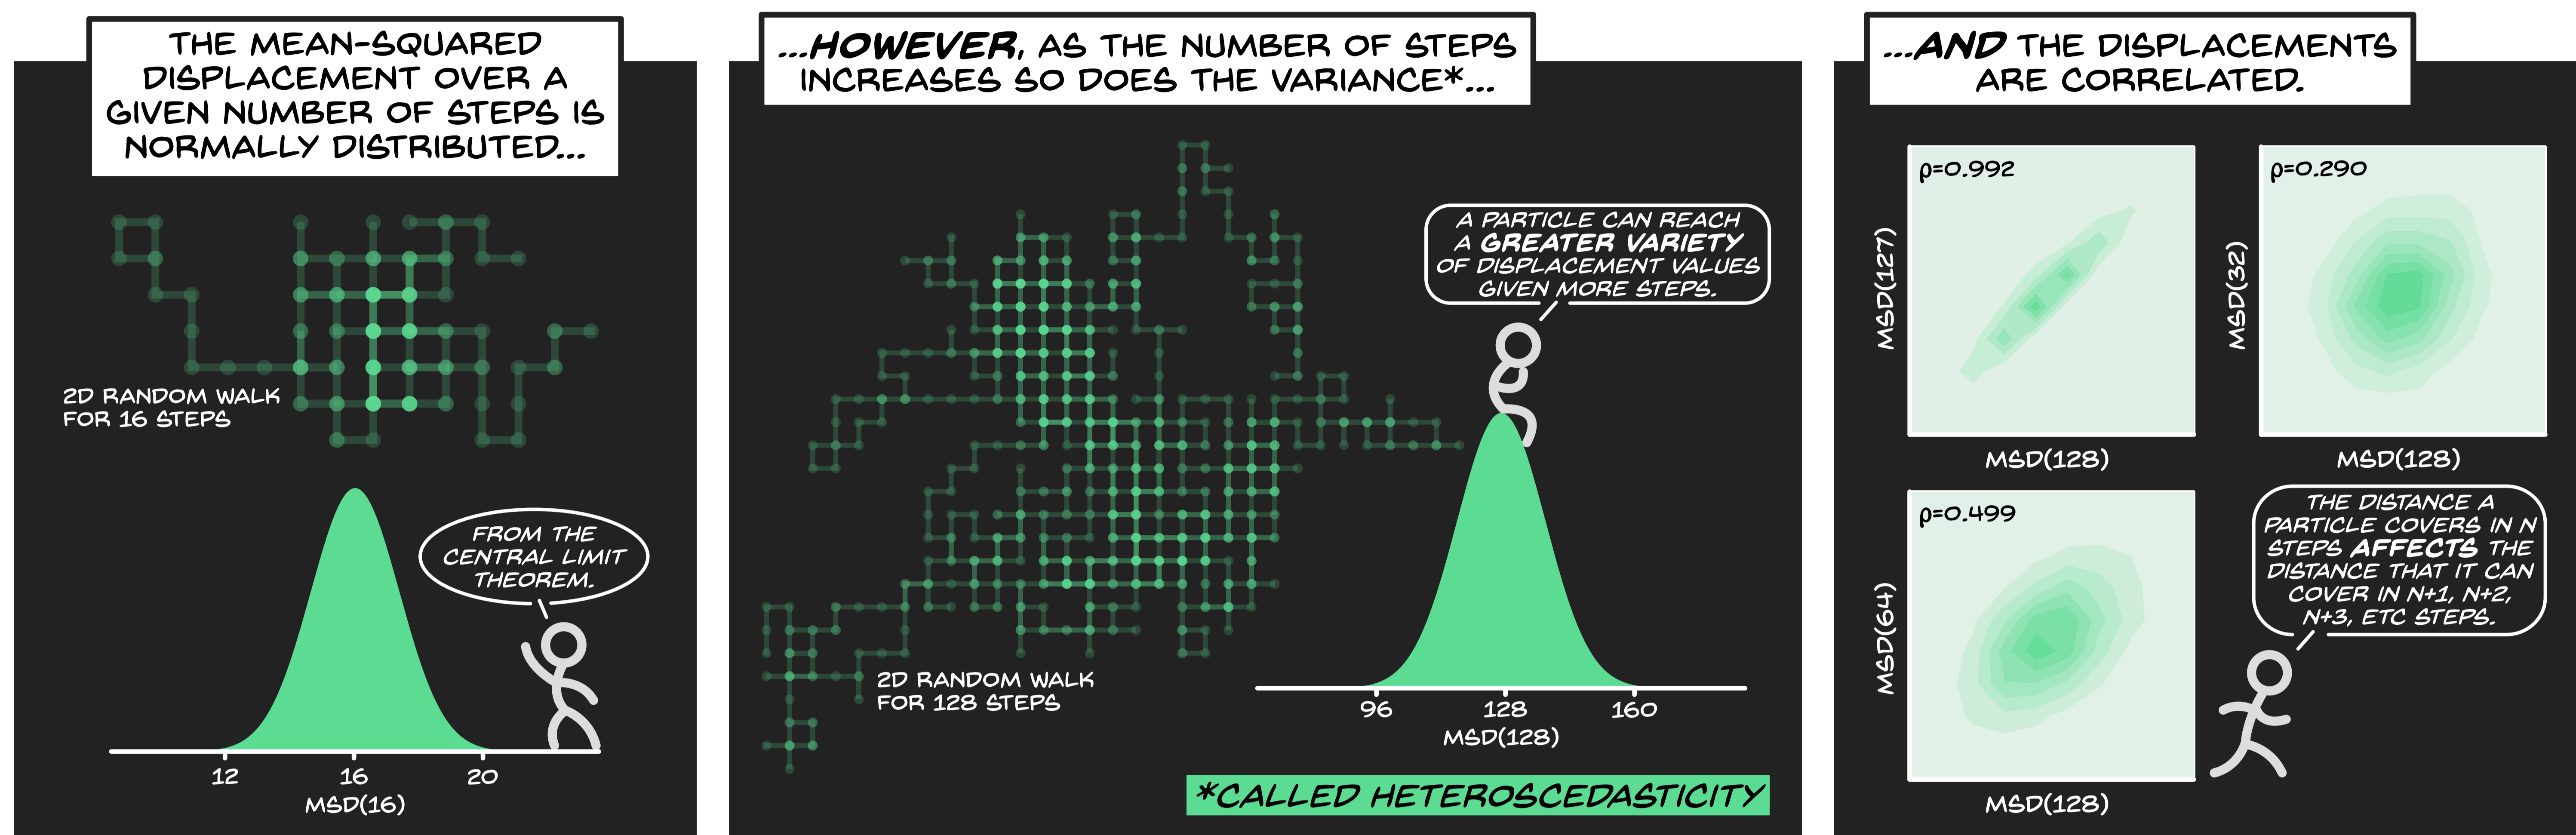 THE MEAN-SQUARED
DISPLACEMENT OVER A
GIVEN NUMBER OF STEPS IS
NORMALLY DISTRIBUTED...
2D RANDOM WALK
FOR 16 STEPS
FROM THE
CENTRAL LIMIT
THEOREM.
12 16 20
MSD(16)
...HOWEVER, AS THE NUMBER OF STEPS
INCREASES SO DOES THE VARIANCE*...
A PARTICLE CAN REACH
A GREATER VARIETY
OF DISPLACEMENT VALUES
GIVEN MORE STEPS.
2D RANDOM WALK
FOR 128 STEPS
96 128 160
MSD(128)
*CALLED HETEROSCEDASTICITY
...AND THE DISPLACEMENTS
ARE CORRELATED.
ρ=0.992
MSD(127)
MSD(128)
ρ=0.290
MSD(32)
MSD(128)
ρ=0.499
MSD(64)
MSD(128)
THE DISTANCE A
PARTICLE COVERS IN N
STEPS AFFECTS THE
DISTANCE THAT IT CAN
COVER IN N+1, N+2,
N+3, ETC STEPS.